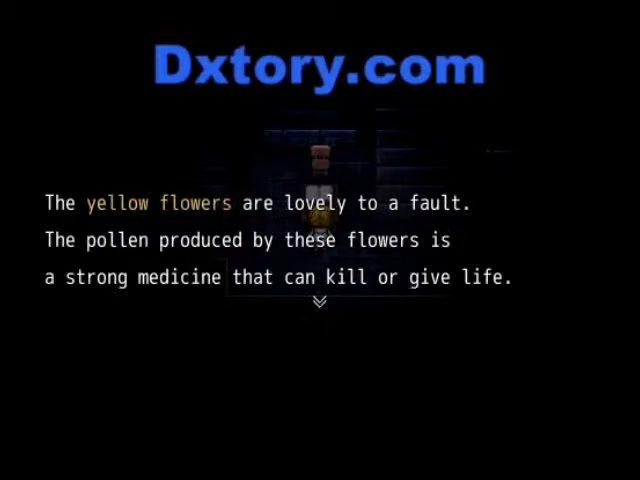 Dxtory.com
The yellow flowers are lovely to a fault.
The pollen produced by these flowers is
a strong medicine that can kill or give life.